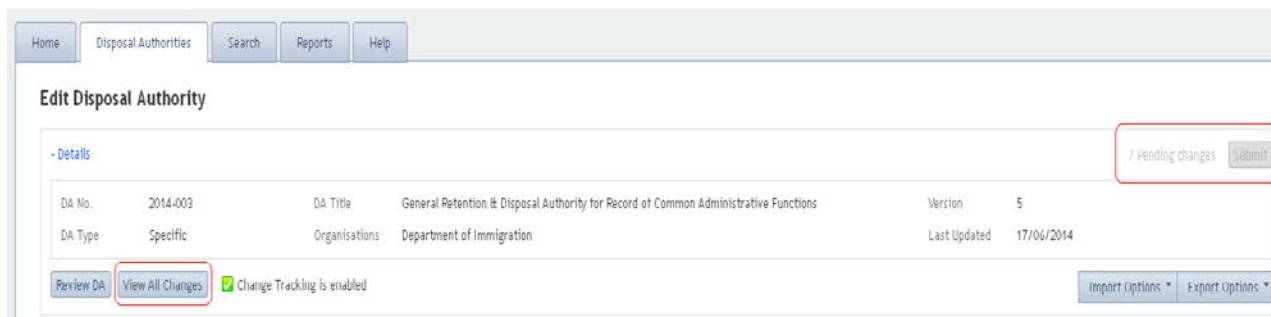 Home Disposal Authorities Search Reports Help
Edit Disposal Authority
- Details 7 Pending changes Submit
DA No. 2014-003 DA Title General Retention & Disposal Authority for Record of Common Administrative Functions Version 5
DA Type Specific Organisations Department of Immigration Last Updated 17/06/2014
Review DA View All Changes Change Tracking is enabled Import Options Export Options